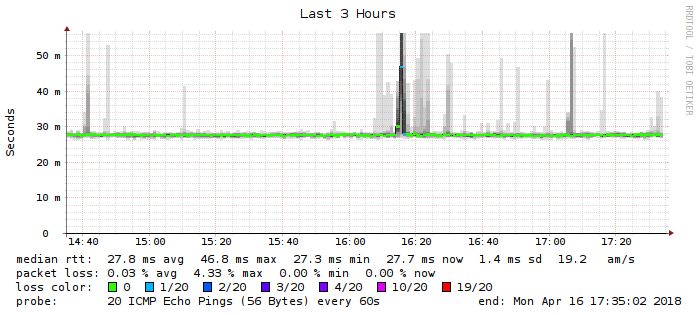 Last 3 Hours
RRDTOOL / TOBI OETIKER
Seconds
50 m
40 m
30 m
20 m
10 m
0
14:40 15:00 15:20 15:40 16:00 16:20 16:40 17:00 17:20
median rtt: 27.8 ms avg 46.8 ms max 27.3 ms min 27.7 ms now 1.4 ms sd 19.2 am/s
packet loss: 0.03 % avg 4.33 % max 0.00 % min 0.00 % now
loss color: 0 1/20 2/20 3/20 4/20 10/20 19/20
probe: 20 ICMP Echo Pings (56 Bytes) every 60s end: Mon Apr 16 17:35:02 2018